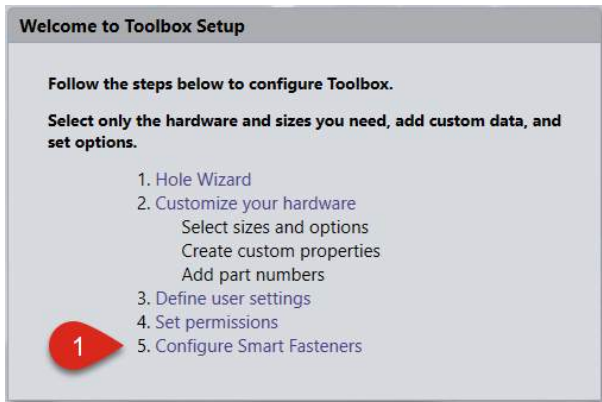 Welcome to Toolbox Setup
Follow the steps below to configure Toolbox.
Select only the hardware and sizes you need, add custom data, and
set options.
1. Hole Wizard
2. Customize your hardware
Select sizes and options
Create custom properties
Add part numbers
3. Define user settings
4. Set permissions
1 5. Configure Smart Fasteners